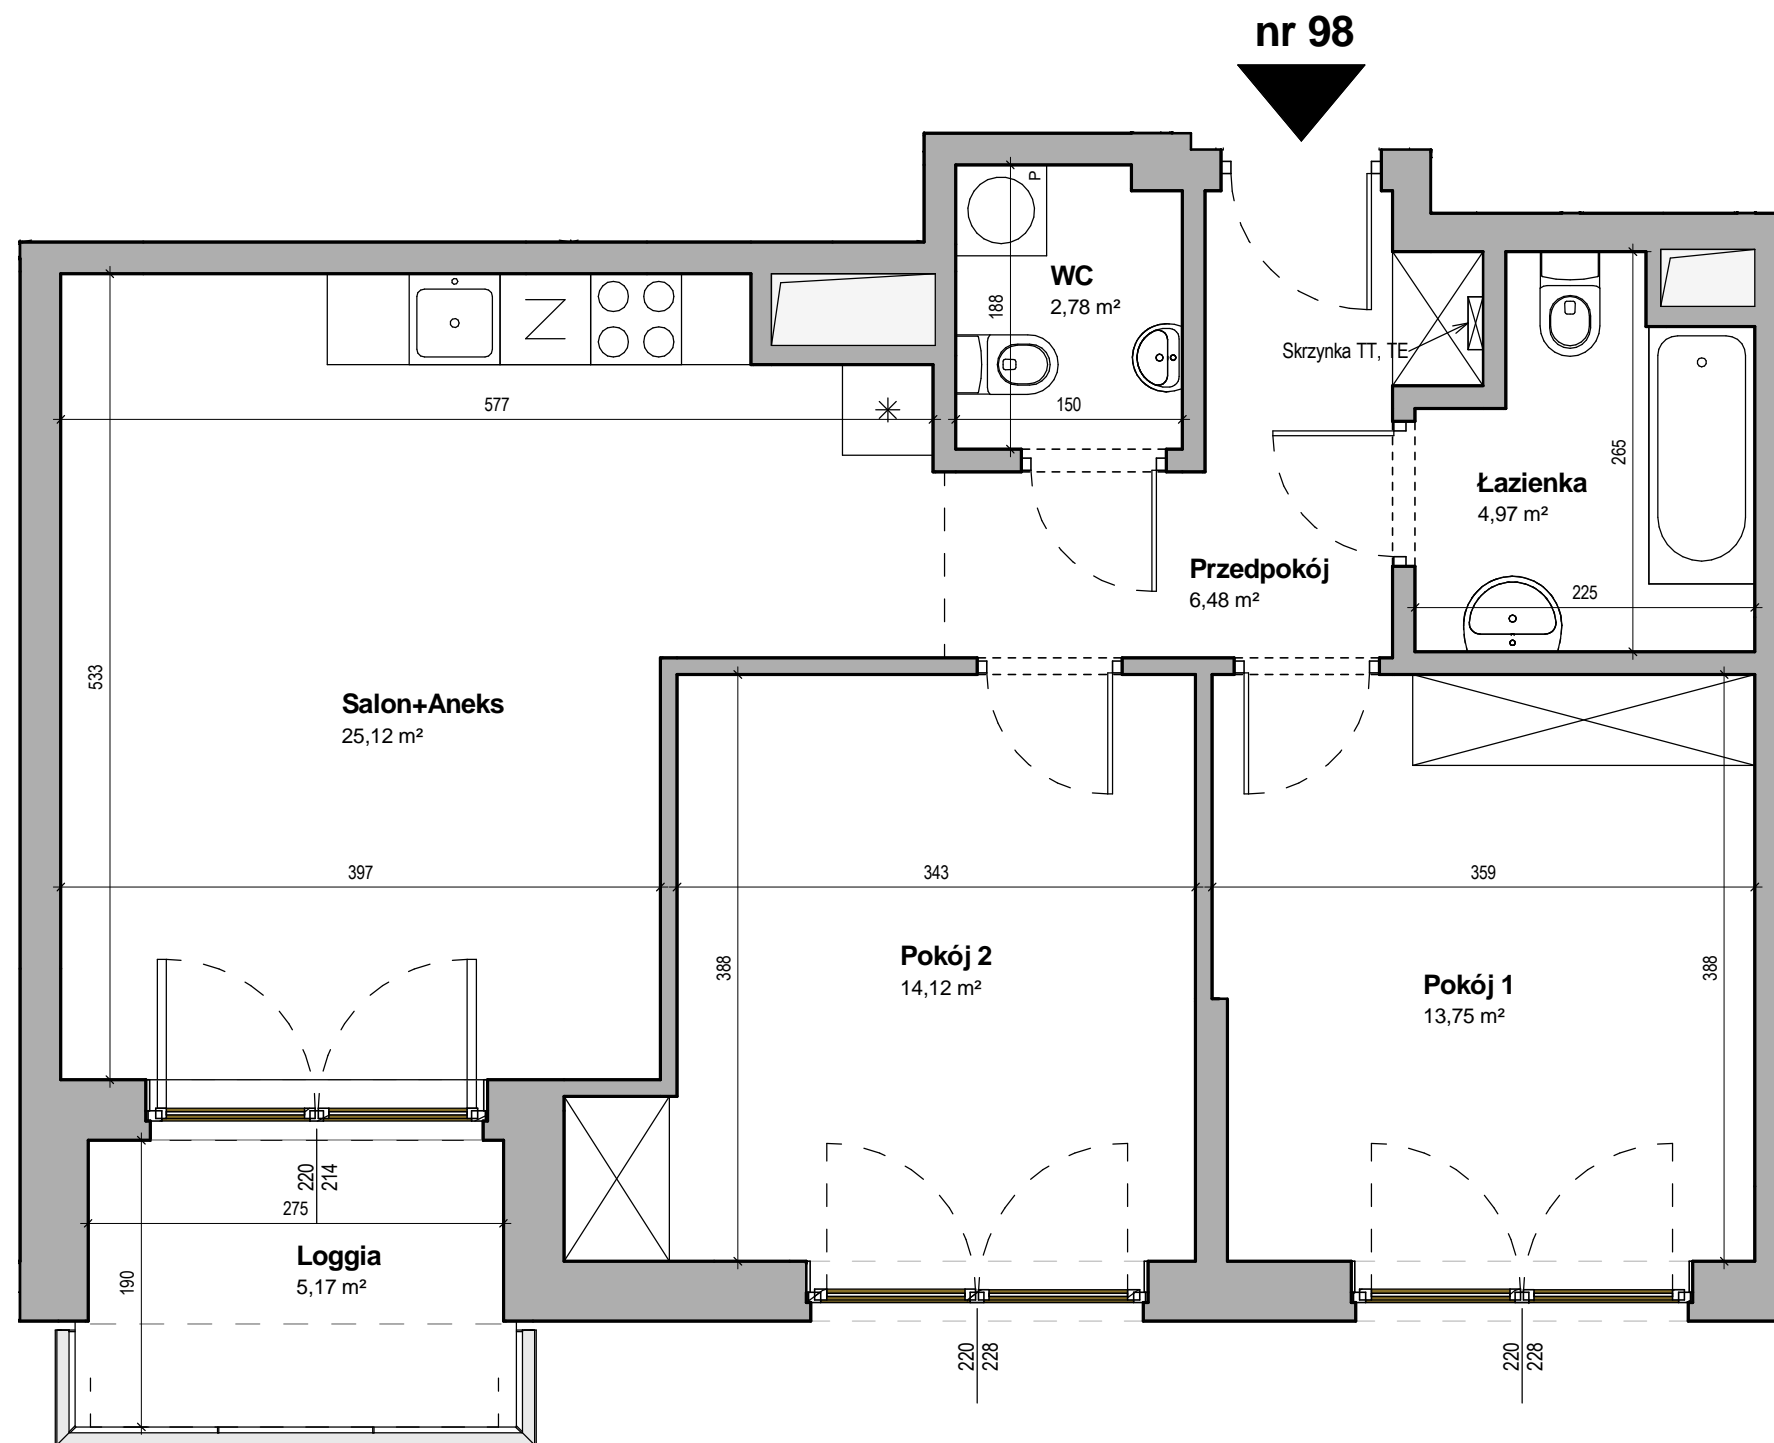 nr 98
P
WC
2,78 m²
188
Skrzynka TT, TE
577
150
265
Łazienka
4,97 m²
Przedpokój
6,48 m²
225
533
Salon+Aneks
25,12 m²
397
343
359
388
Pokój 2
14,12 m²
Pokój 1
13,75 m²
388
220
214
275
Loggia
5,17 m²
190
220
228
220
228